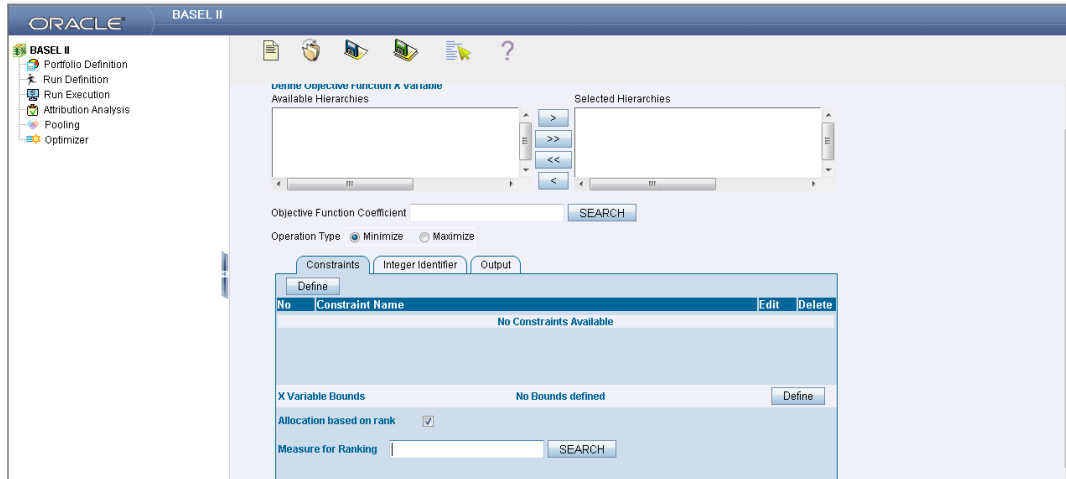 ORACLE
BASEL II
BASEL II
Portfolio Definition
Run Definition
Run Execution
Attribution Analysis
Pooling
Optimizer
?
Define Objective Function X Variable
Available Hierarchies
Selected Hierarchies
>
>>
<<
<
Objective Function Coefficient
SEARCH
Operation Type
Minimize
Maximize
Constraints
Integer Identifier
Output
Define
No
Constraint Name
Edit
Delete
No Constraints Available
X Variable Bounds
No Bounds defined
Define
Allocation based on rank
Measure for Ranking
SEARCH